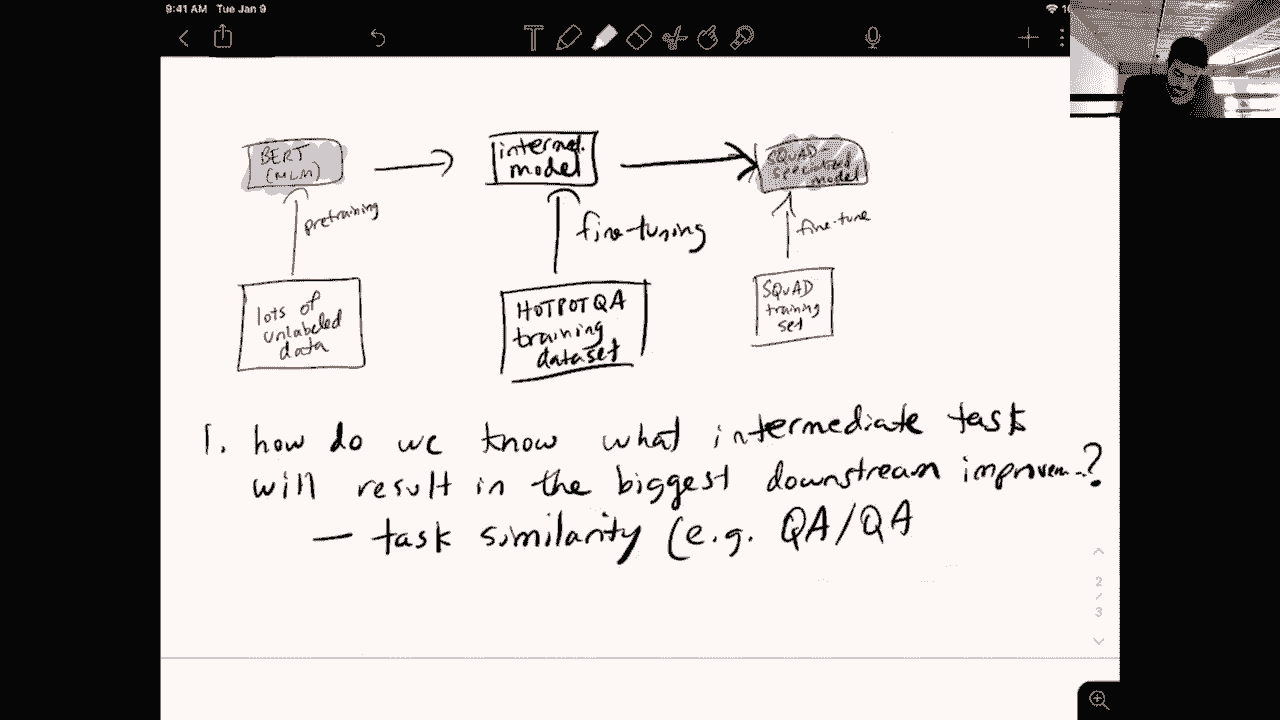 9:41 AM Tue Jan 9
BERT
(MLM)
intermed.
model
SQUAD-
specialized
model
pretraining
fine-tuning
fine-tune
lots of
unlabeled
data
HOTPOTQA
training
dataset
SQUAD
training
set
1. how do we know what intermediate task
will result in the biggest downstream improvem..?
— task similarity (e.g. QA/QA
2
/
3